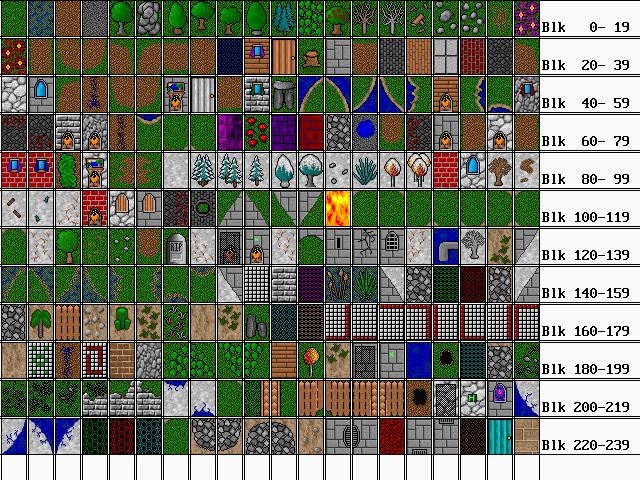 Blk 0- 19
Blk 20- 39
Blk 40- 59
Blk 60- 79
Blk 80- 99
Blk 100-119
RIP
Blk 120-139
Blk 140-159
Blk 160-179
Blk 180-199
H
Blk 200-219
Blk 220-239